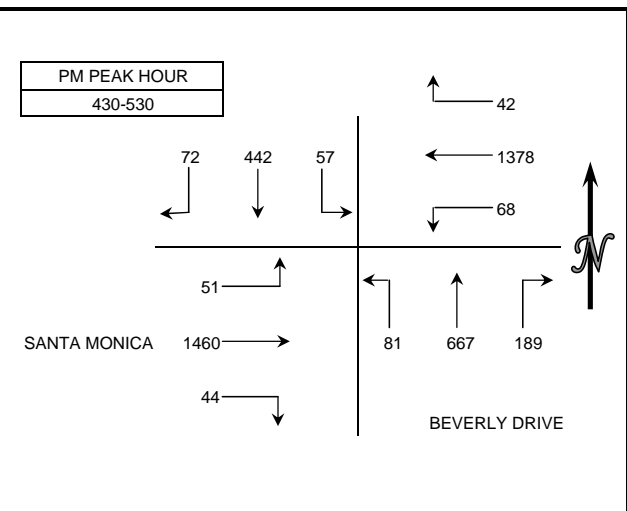 PM PEAK HOUR
430-530
42
72 442 57
1378
68
N
51
SANTA MONICA 1460
81 667 189
44
BEVERLY DRIVE